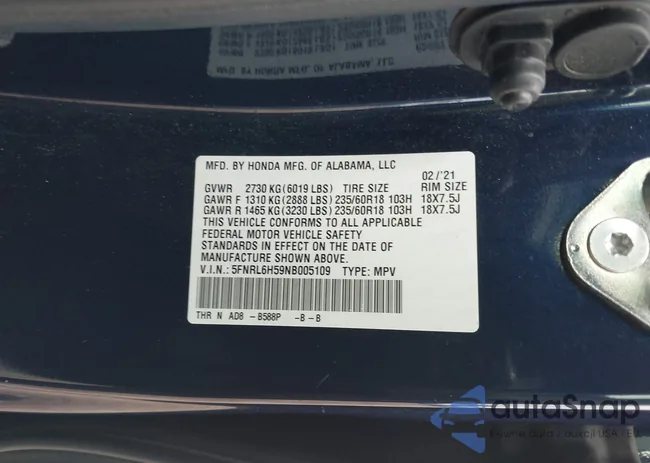 MFD. BY HONDA MFG. OF ALABAMA, LLC
02/'21
GVWR 2730 KG(6019 LBS) TIRE SIZE RIM SIZE
GAWR F 1310 KG(2888 LBS) 235/60R18 103H 18X7.5J
GAWR R 1465 KG(3230 LBS) 235/60R18 103H 18X7.5J
THIS VEHICLE CONFORMS TO ALL APPLICABLE
FEDERAL MOTOR VEHICLE SAFETY
STANDARDS IN EFFECT ON THE DATE OF
MANUFACTURE SHOWN ABOVE.
V.I.N.: 5FNRL6H59NB005109 TYPE: MPV
THR N AD8 - B588P -B-B
autoSnap